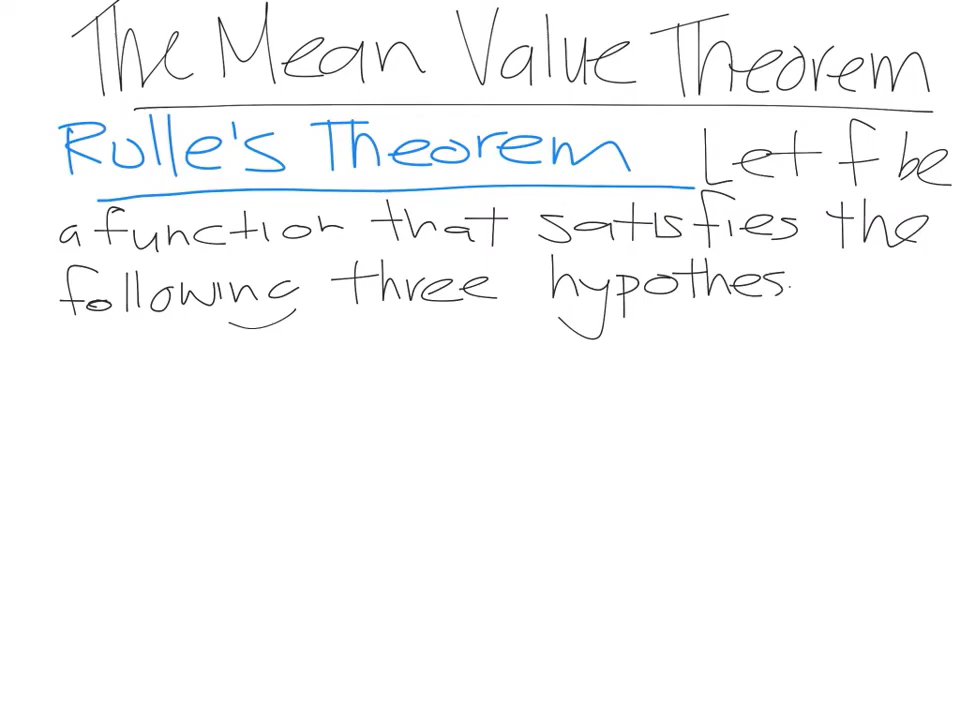 The Mean Value Theorem
Rolle's Theorem Let f be
a function that satisfies the
following three hypothes